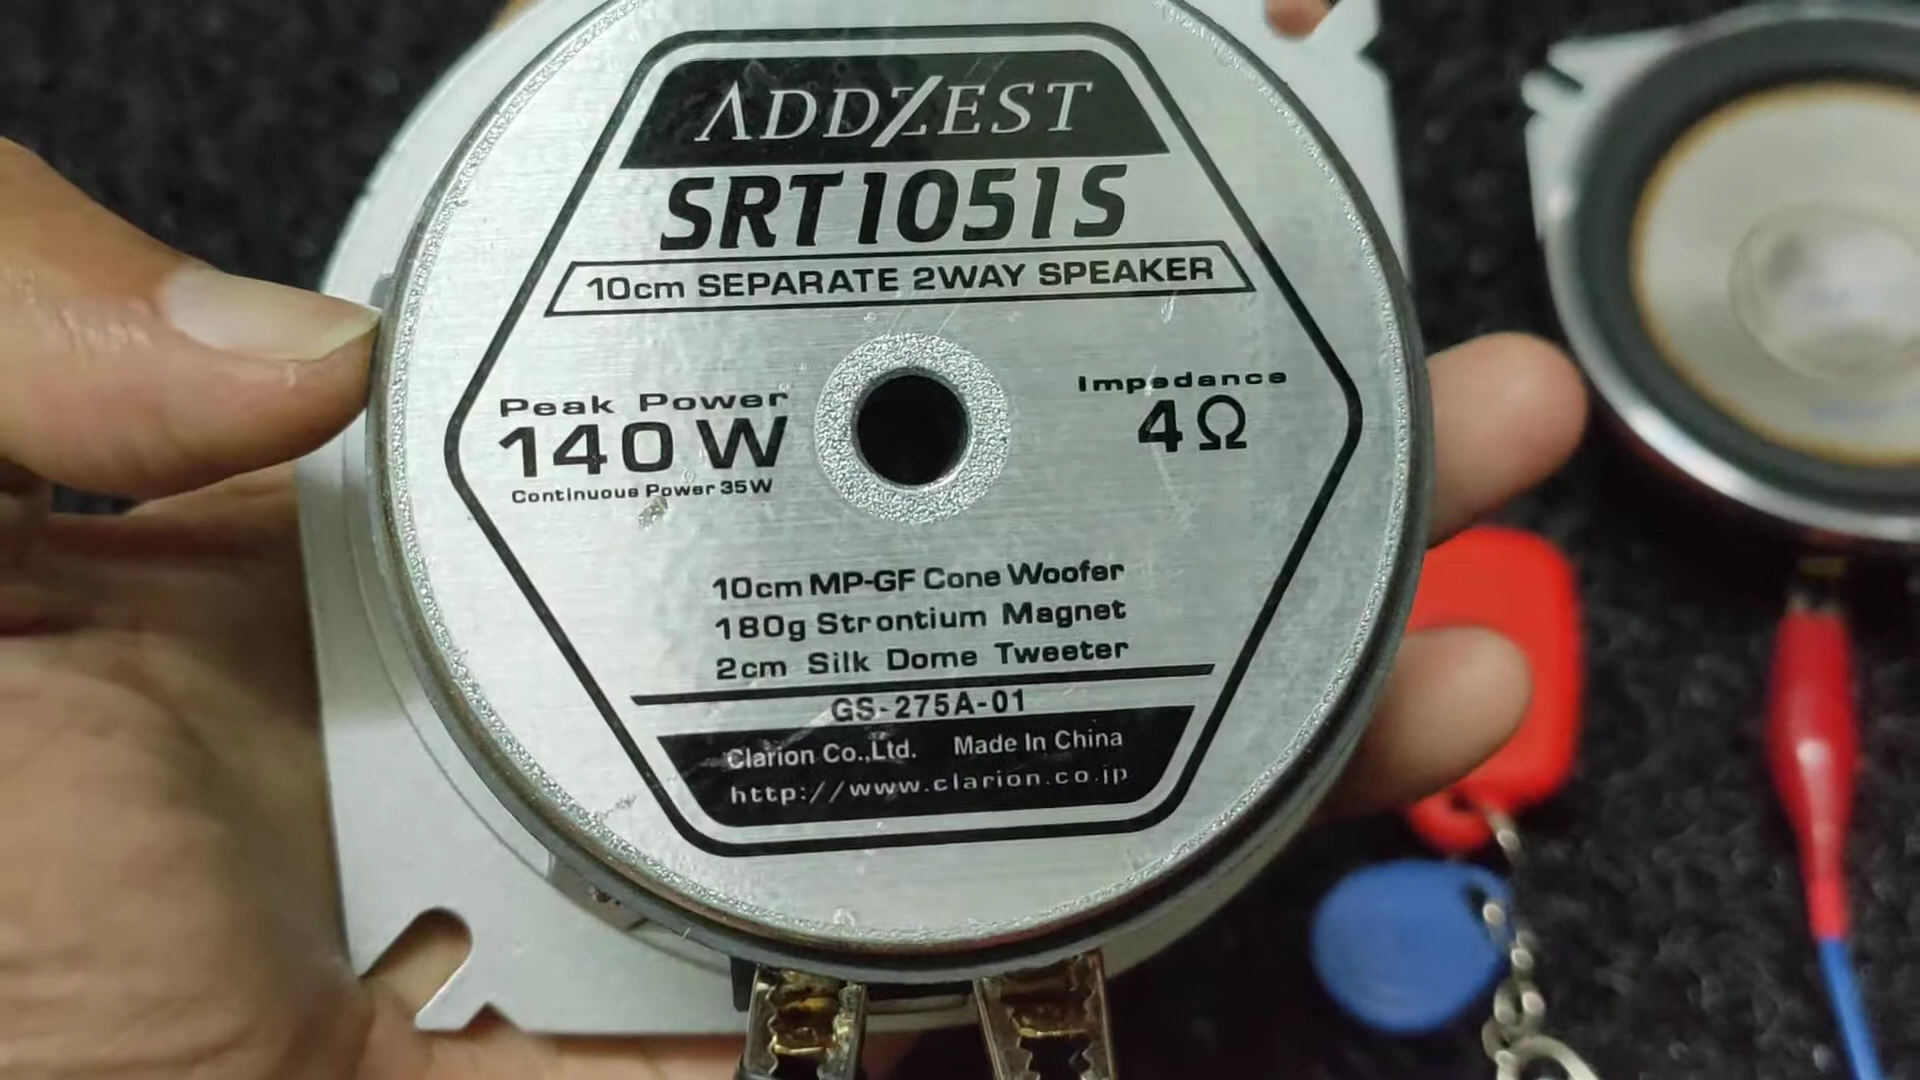 ADDZEST
SRT1051S
10cm SEPARATE 2WAY SPEAKER
Peak Power
140W
Continuous Power 35W
Impedance
4Ω
10cm MP-GF Cone Woofer
180g Strontium Magnet
2cm Silk Dome Tweeter
GS-275A-01
Clarion Co.,Ltd. Made In China
http://www.clarion.co.jp